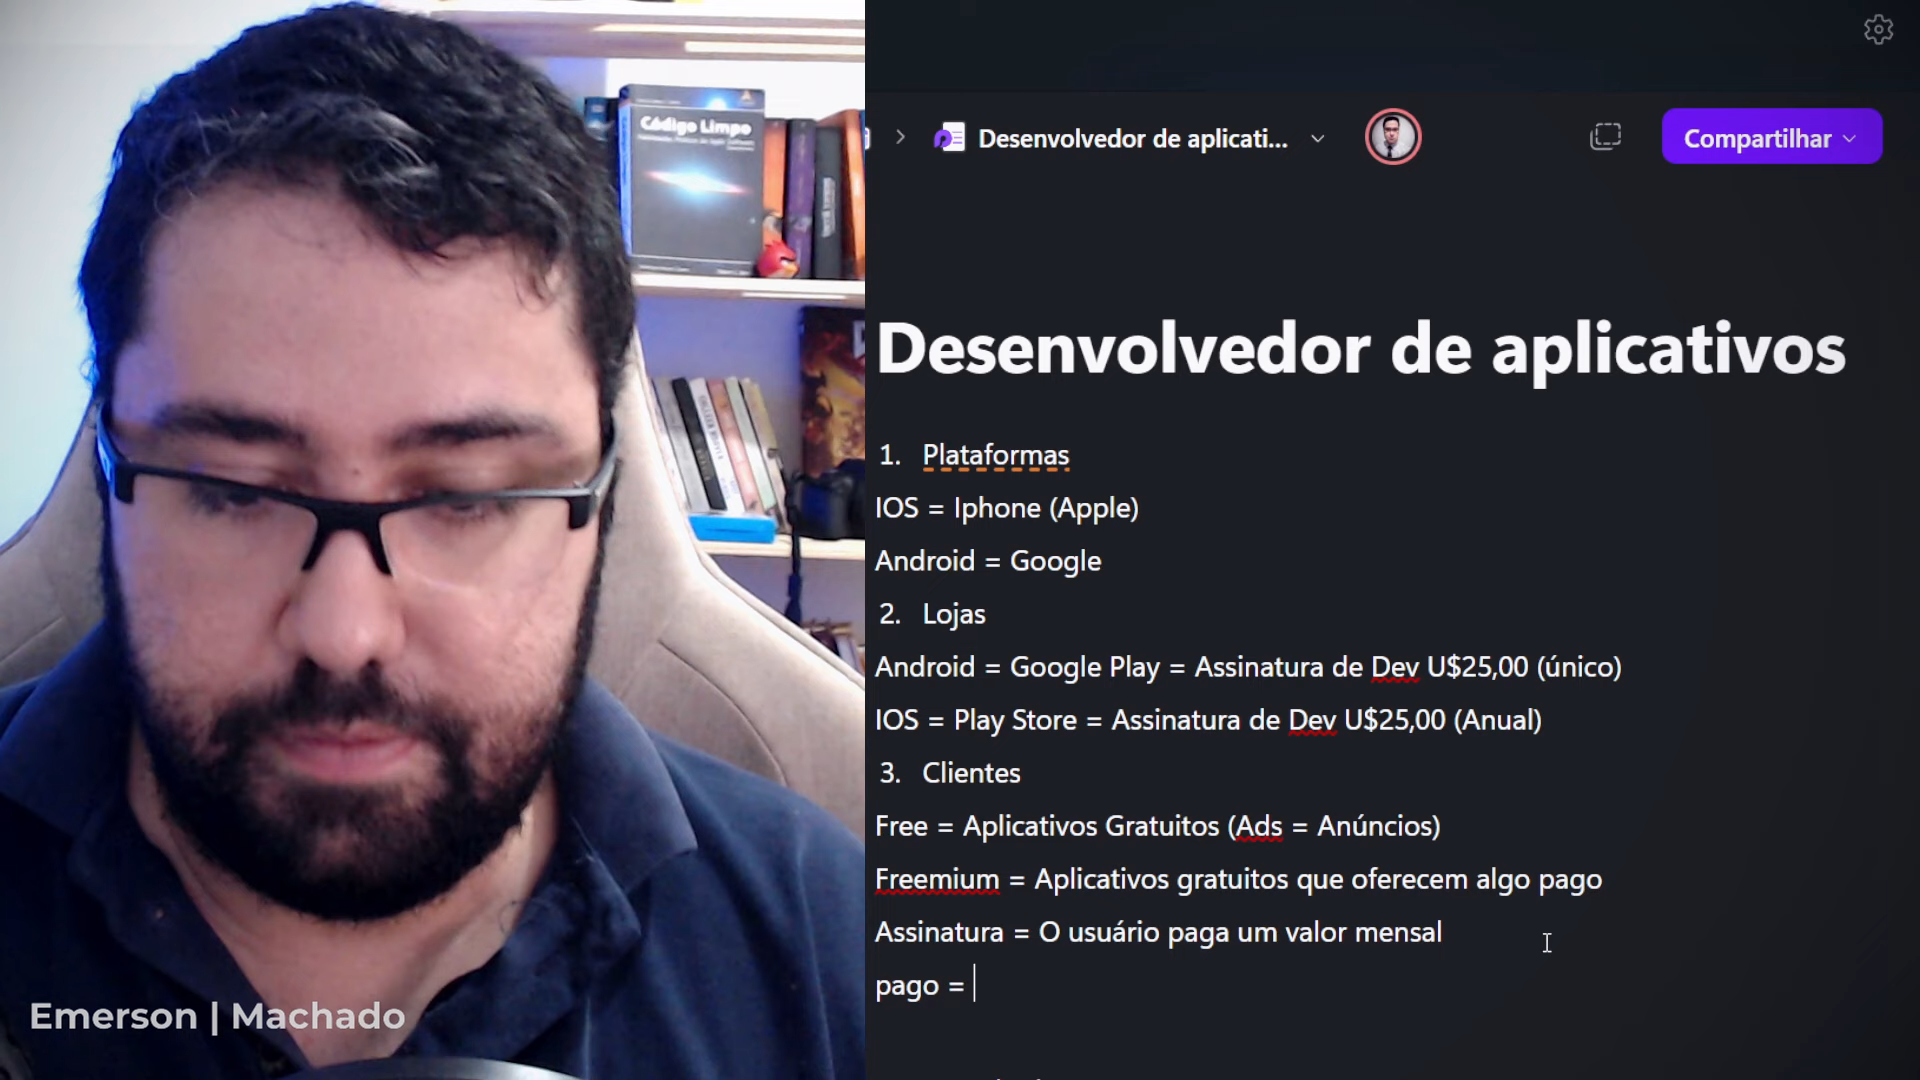 Código Limpo
Desenvolvedor de aplicati...
Compartilhar
Desenvolvedor de aplicativos
1. Plataformas
IOS = Iphone (Apple)
Android = Google
2. Lojas
Android = Google Play = Assinatura de Dev U$25,00 (único)
IOS = Play Store = Assinatura de Dev U$25,00 (Anual)
3. Clientes
Free = Aplicativos Gratuitos (Ads = Anúncios)
Freemium = Aplicativos gratuitos que oferecem algo pago
Assinatura = O usuário paga um valor mensal
pago =
Emerson | Machado